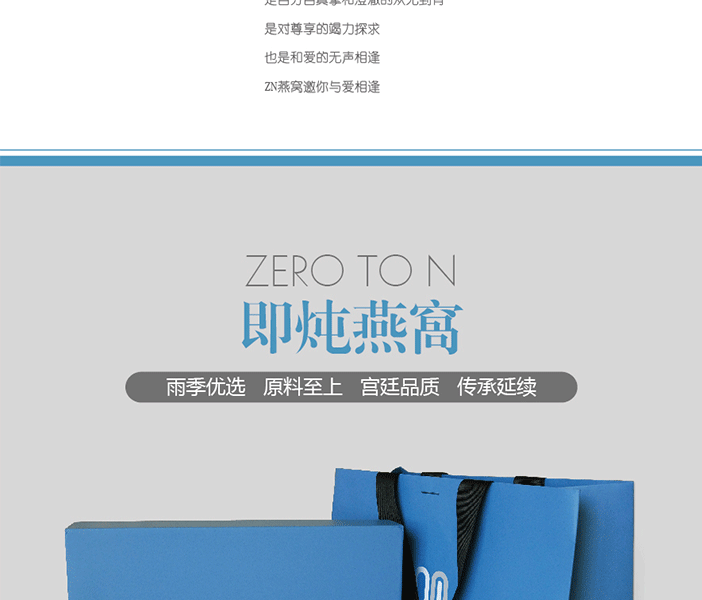 是对尊享的竭力探求
也是和爱的无声相逢
ZN燕窝邀你与爱相逢
ZERO TO N
即炖燕窝
雨季优选 原料至上 宫廷品质 传承延续